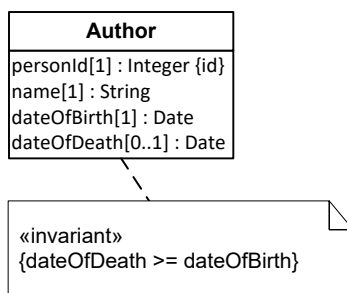 Author
personId[1] : Integer {id}
name[1] : String
dateOfBirth[1] : Date
dateOfDeath[0..1] : Date
«invariant»
{dateOfDeath >= dateOfBirth}